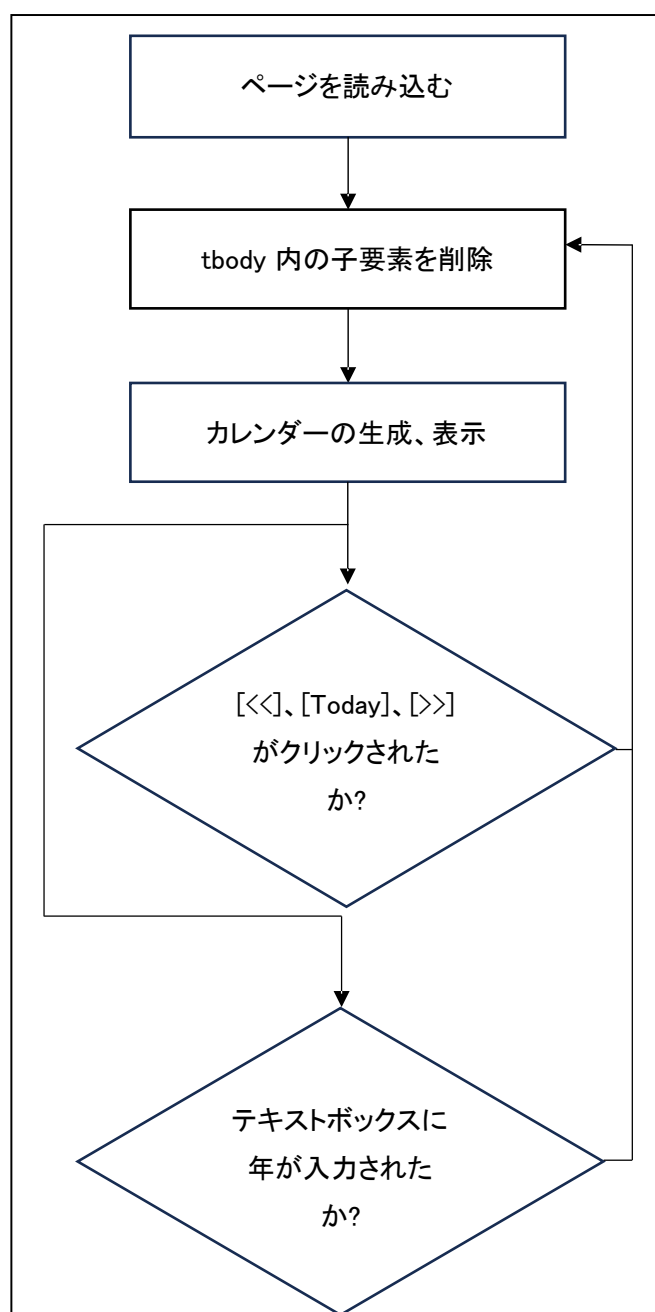 ページを読み込む
tbody 内の子要素を削除
カレンダーの生成、表示
[<<]、[Today]、[>>]
がクリックされた
か?
テキストボックスに
年が入力された
か?